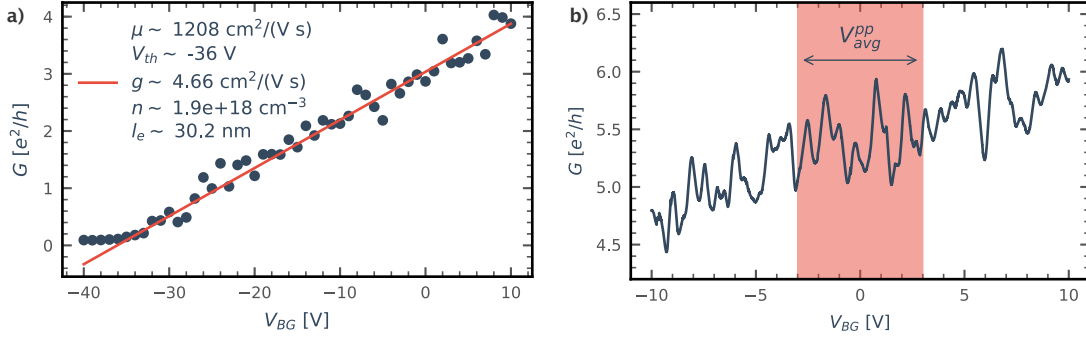 a)
μ ~ 1208 cm²/(V s)
V_th ~ -36 V
g ~ 4.66 cm²/(V s)
n ~ 1.9e+18 cm⁻³
l_e ~ 30.2 nm
G [e²/h]
4
3
2
1
0
−40 −30 −20 −10 0 10
V_BG [V]
b)
V_avg^pp
G [e²/h]
6.5
6.0
5.5
5.0
4.5
−10 −5 0 5 10
V_BG [V]